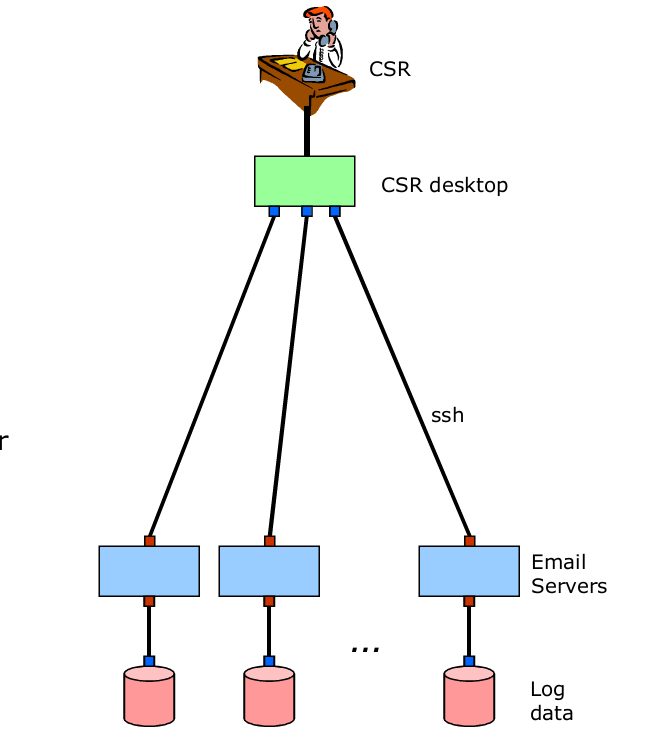 CSR
CSR desktop
ssh
r
Email
Servers
...
Log
data